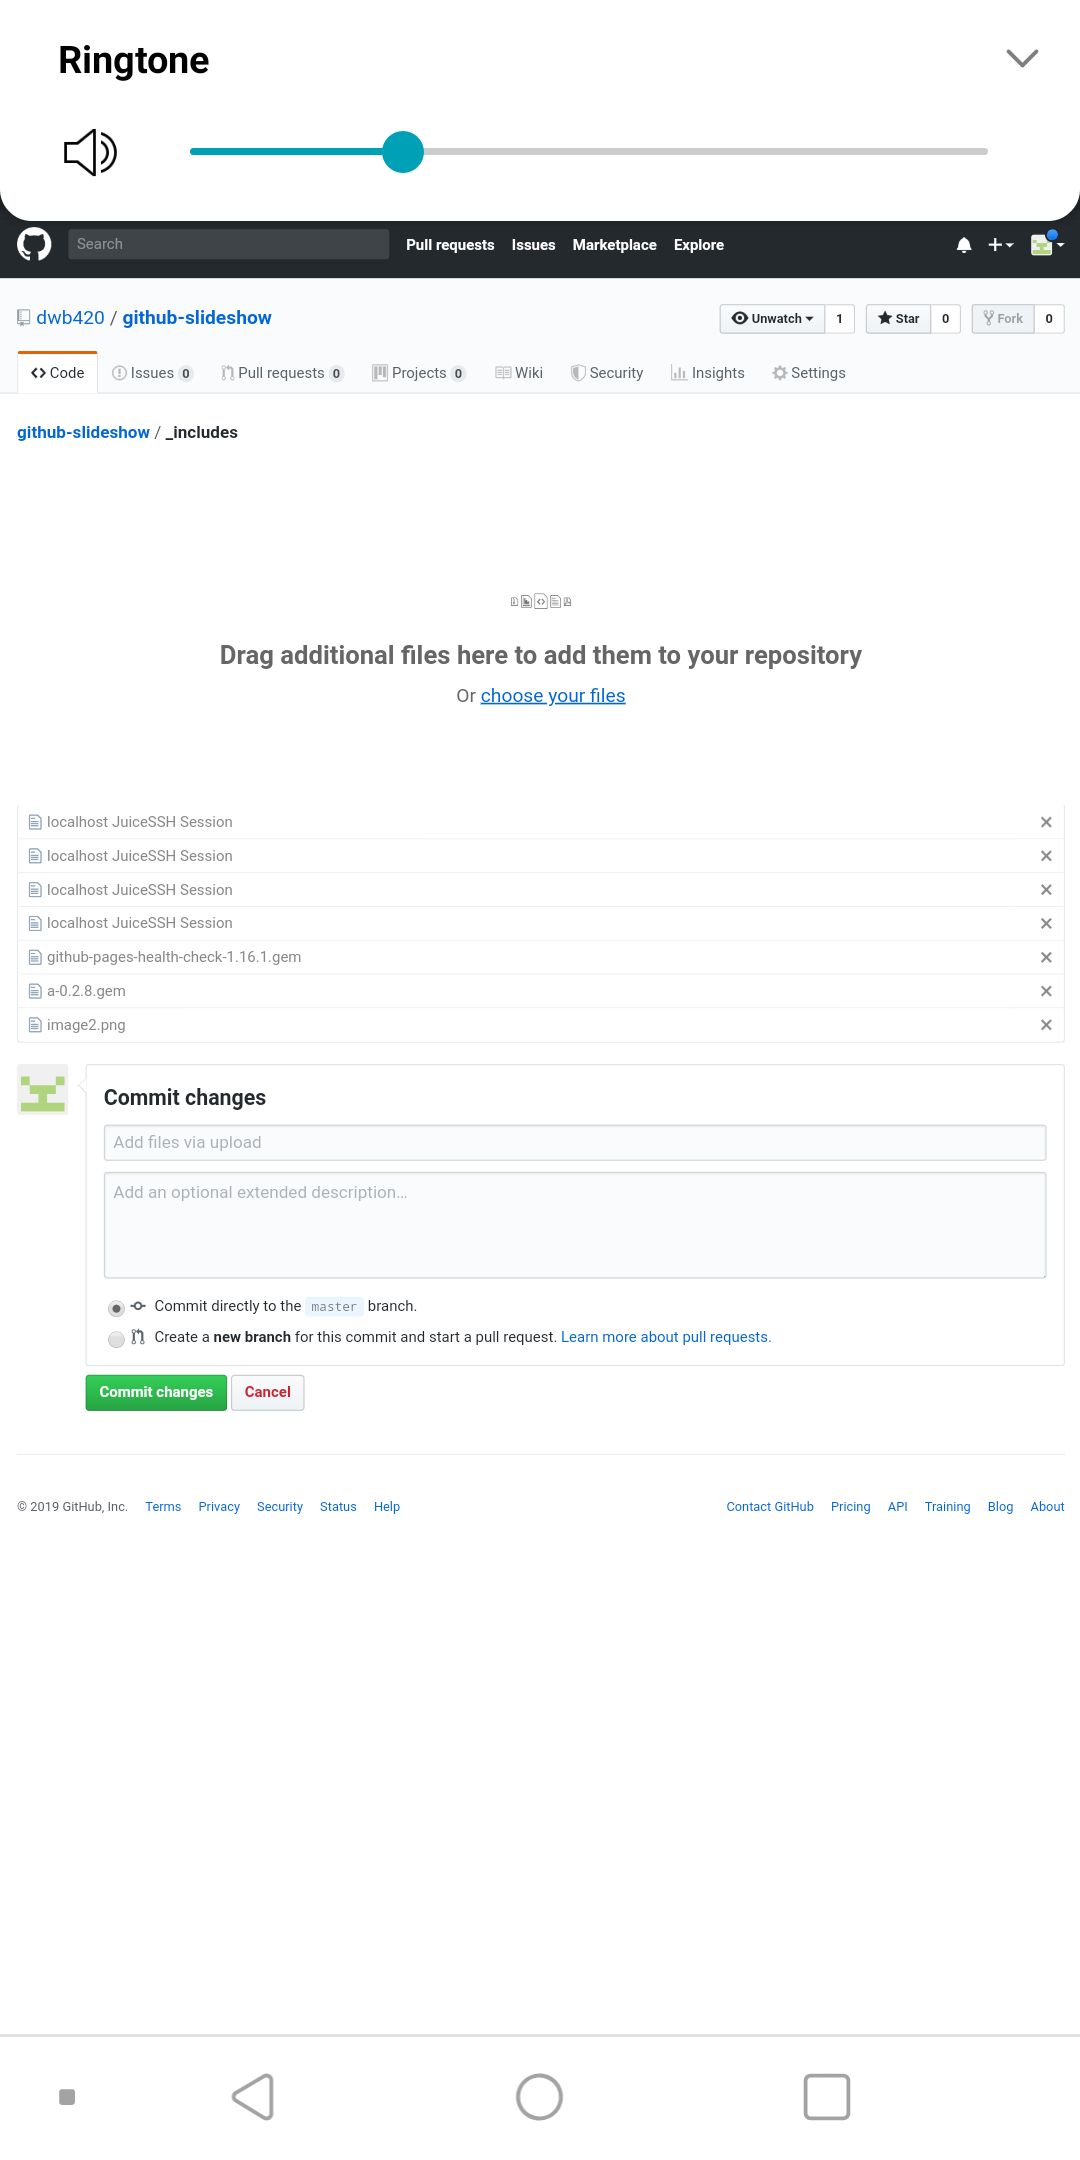 Ringtone
Search Pull requests Issues Marketplace Explore
dwb420 / github-slideshow Unwatch 1 Star 0 Fork 0
Code Issues 0 Pull requests 0 Projects 0 Wiki Security Insights Settings
github-slideshow / _includes
Drag additional files here to add them to your repository
Or choose your files
localhost JuiceSSH Session
localhost JuiceSSH Session
localhost JuiceSSH Session
localhost JuiceSSH Session
github-pages-health-check-1.16.1.gem
a-0.2.8.gem
image2.png
Commit changes
Add files via upload
Add an optional extended description…
Commit directly to the master branch.
Create a new branch for this commit and start a pull request. Learn more about pull requests.
Commit changes Cancel
© 2019 GitHub, Inc. Terms Privacy Security Status Help Contact GitHub Pricing API Training Blog About